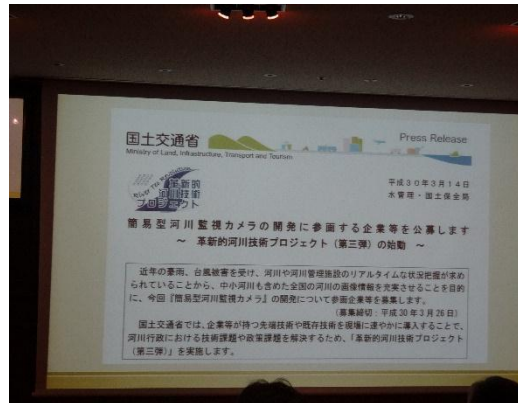 国土交通省
Ministry of Land, Infrastructure, Transport and Tourism
Press Release
革新的
河川技術
プロジェクト
平成30年3月14日
水管理・国土保全局
簡易型河川監視カメラの開発に参画する企業等を公募します
～ 革新的河川技術プロジェクト（第三弾）の始動 ～
近年の豪雨、台風被害を受け、河川や河川管理施設のリアルタイムな状況把握が求め
られていることから、中小河川も含めた全国の河川の画像情報を充実させることを目的
に、今回『簡易型河川監視カメラ』の開発について参画企業等を募集します。
（募集締切：平成30年3月26日）
国土交通省では、企業等が持つ先端技術や既存技術を現場に速やかに導入することで、
河川行政における技術課題や政策課題を解決するため、「革新的河川技術プロジェクト
（第三弾）」を実施します。